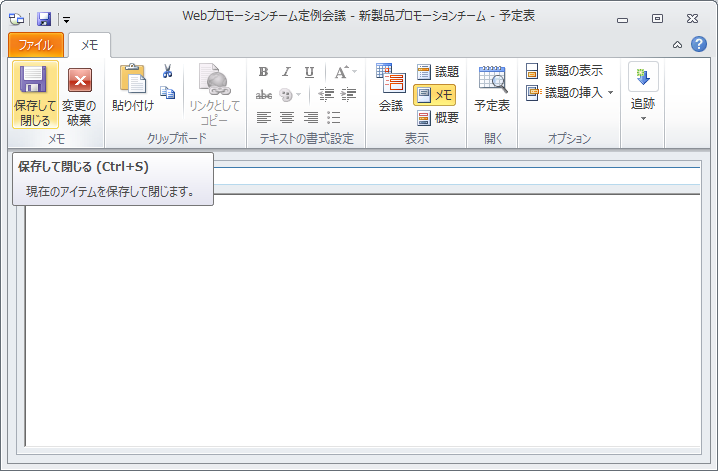 Webプロモーションチーム定例会議 - 新製品プロモーションチーム - 予定表
ファイル
メモ
保存して
閉じる
変更の
破棄
メモ
貼り付け
リンクとして
コピー
クリップボード
B I U A
abc
テキストの書式設定
会議
議題
メモ
概要
表示
予定表
開く
議題の表示
議題の挿入
オプション
追跡
保存して閉じる (Ctrl+S)
現在のアイテムを保存して閉じます。